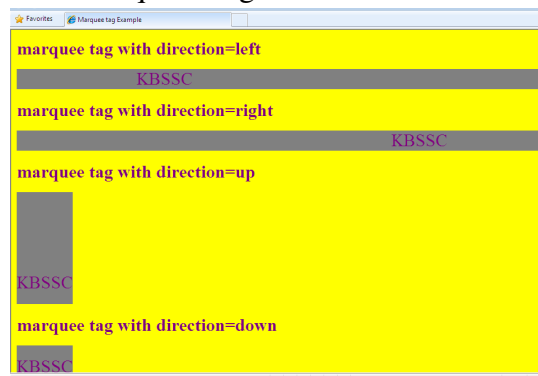 Favorites Marquee tag Example
marquee tag with direction=left
KBSSC
marquee tag with direction=right
KBSSC
marquee tag with direction=up
KBSSC
marquee tag with direction=down
KBSSC